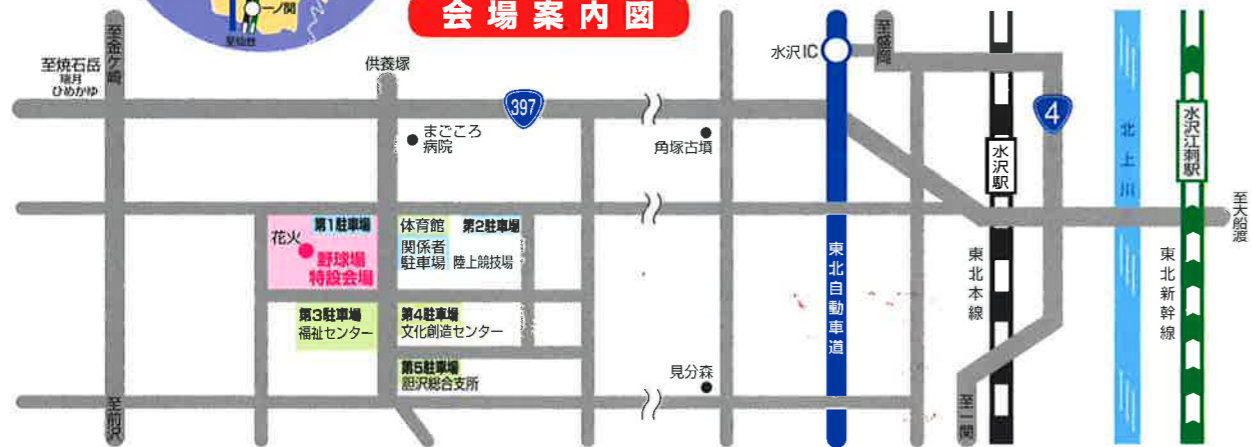 一ノ関
至仙台
会場案内図
至金ケ崎
至焼石岳
瑞月
ひめかゆ
供養塚
397
まごころ
病院
角塚古墳
水沢IC
至盛岡
4
水沢駅
北上川
水沢江刺駅
至大船渡
第1駐車場
花火
野球場
特設会場
体育館
第2駐車場
関係者
駐車場
陸上競技場
第3駐車場
福祉センター
第4駐車場
文化創造センター
第5駐車場
胆沢総合支所
見分森
東北自動車道
東北本線
東北新幹線
至前沢
至一関